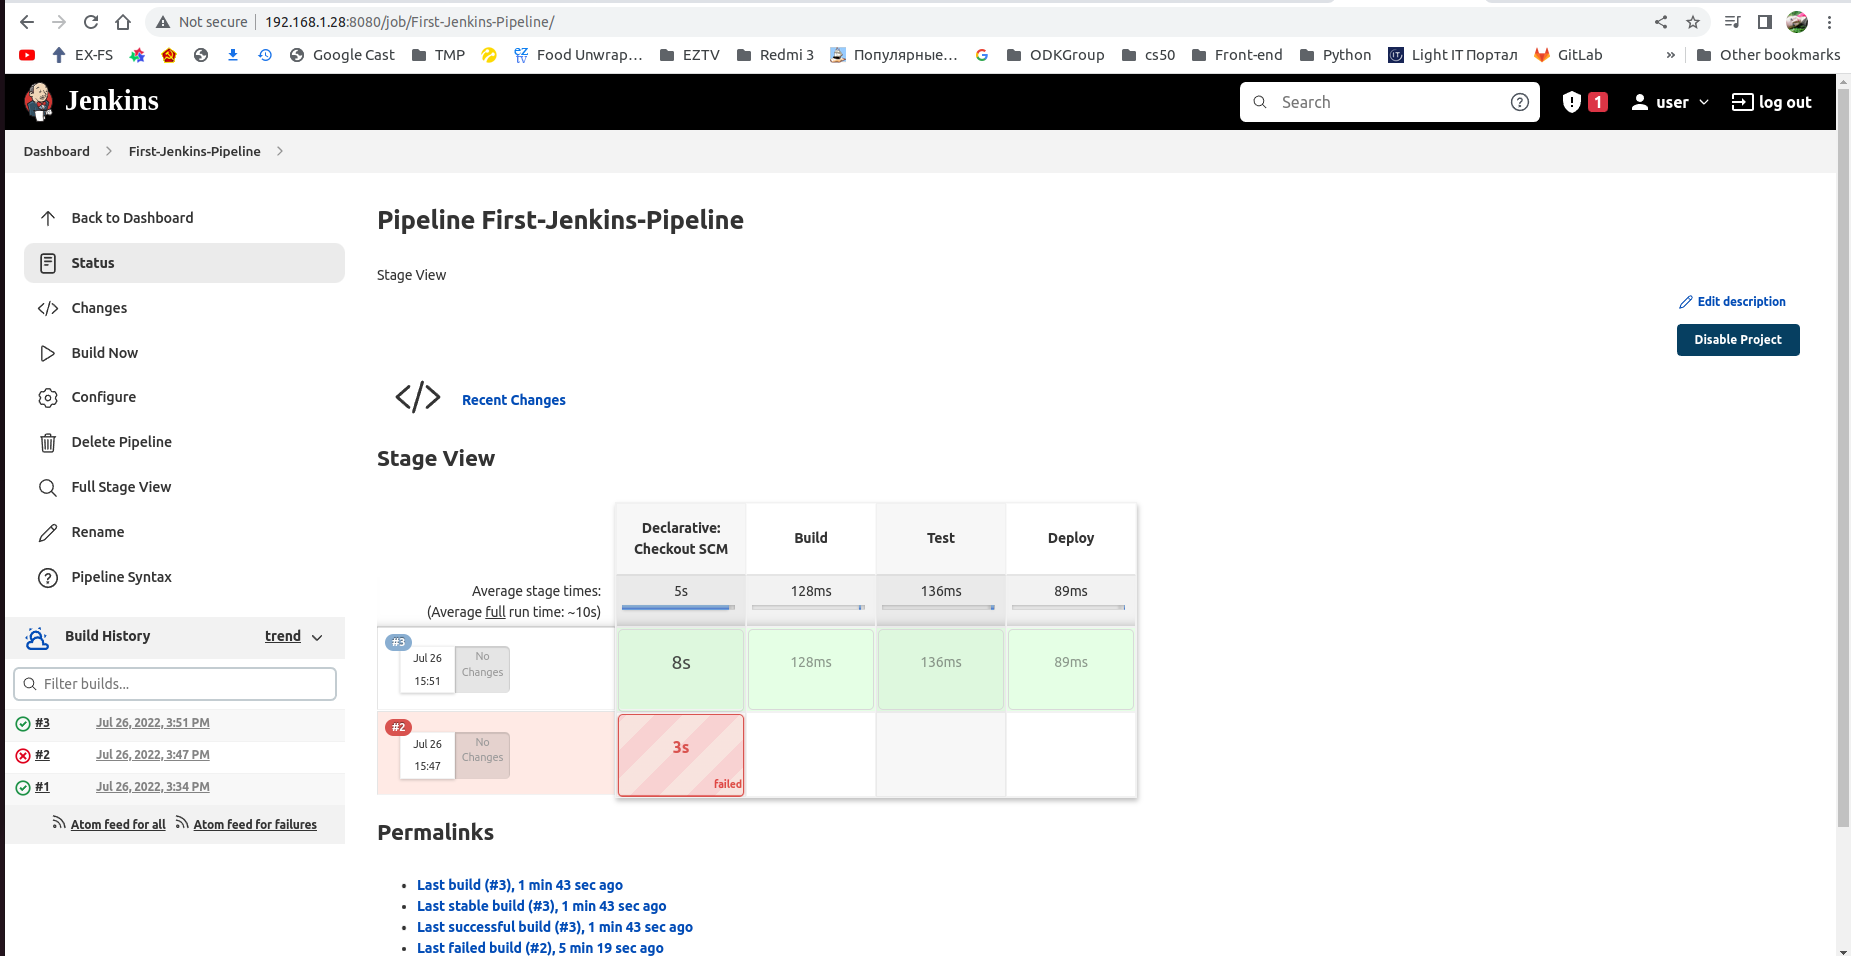 Not secure 192.168.1.28:8080/job/First-Jenkins-Pipeline/
EX-FS Google Cast TMP Food Unwrap… EZTV Redmi 3 Популярные… ODKGroup cs50 Front-end Python Light IT Портал GitLab » Other bookmarks
Jenkins Search 1 user log out
Dashboard First-Jenkins-Pipeline
Back to Dashboard
Status
Changes
Build Now
Configure
Delete Pipeline
Full Stage View
Rename
Pipeline Syntax
Build History trend
Filter builds...
#3 Jul 26, 2022, 3:51 PM
#2 Jul 26, 2022, 3:47 PM
#1 Jul 26, 2022, 3:34 PM
Atom feed for all Atom feed for failures
Pipeline First-Jenkins-Pipeline
Stage View
Edit description
Disable Project
Recent Changes
Stage View
Declarative: Checkout SCM Build Test Deploy
Average stage times: 5s 128ms 136ms 89ms
(Average full run time: ~10s)
#3
Jul 26 15:51 No Changes 8s 128ms 136ms 89ms
#2
Jul 26 15:47 No Changes 3s
failed
Permalinks
Last build (#3), 1 min 43 sec ago
Last stable build (#3), 1 min 43 sec ago
Last successful build (#3), 1 min 43 sec ago
Last failed build (#2), 5 min 19 sec ago